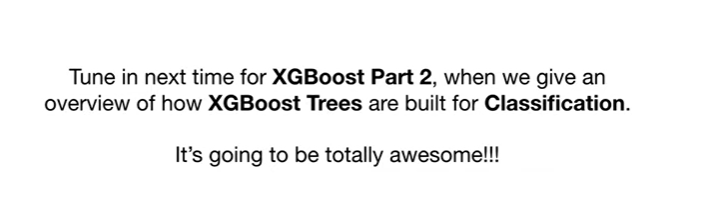 Tune in next time for XGBoost Part 2, when we give an
overview of how XGBoost Trees are built for Classification.
It’s going to be totally awesome!!!